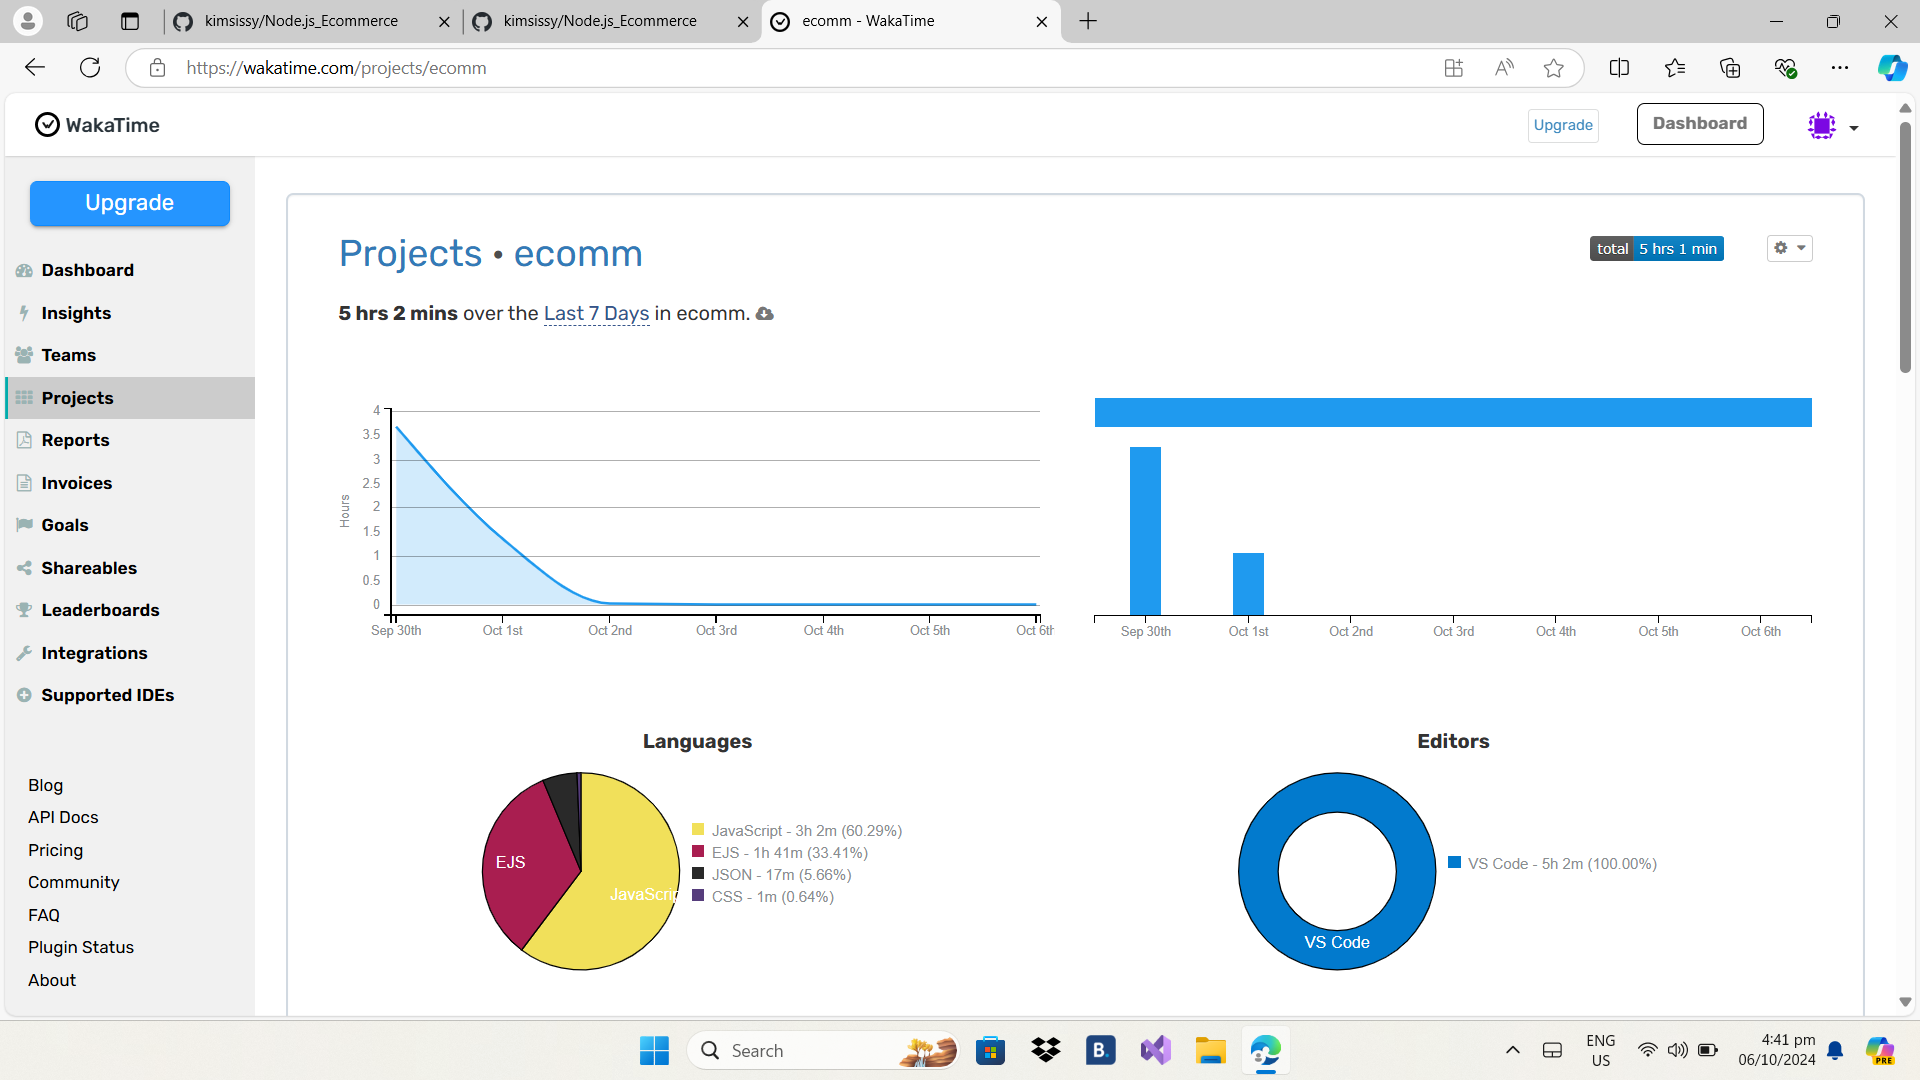 kimsissy/Node.js_Ecommerce
kimsissy/Node.js_Ecommerce
ecomm - WakaTime
https://wakatime.com/projects/ecomm
WakaTime
Upgrade
Dashboard
Upgrade
Dashboard
Insights
Teams
Projects
Reports
Invoices
Goals
Shareables
Leaderboards
Integrations
Supported IDEs
Blog
API Docs
Pricing
Community
FAQ
Plugin Status
About
Projects • ecomm
total 5 hrs 1 min
5 hrs 2 mins over the Last 7 Days in ecomm.
Hours
4
3.5
3
2.5
2
1.5
1
0.5
0
Sep 30th Oct 1st Oct 2nd Oct 3rd Oct 4th Oct 5th Oct 6th
Sep 30th Oct 1st Oct 2nd Oct 3rd Oct 4th Oct 5th Oct 6th
Languages
EJS
JavaScrip
JavaScript - 3h 2m (60.29%)
EJS - 1h 41m (33.41%)
JSON - 17m (5.66%)
CSS - 1m (0.64%)
Editors
VS Code
VS Code - 5h 2m (100.00%)
Search
B.
ENG
US
4:41 pm
06/10/2024
PRE